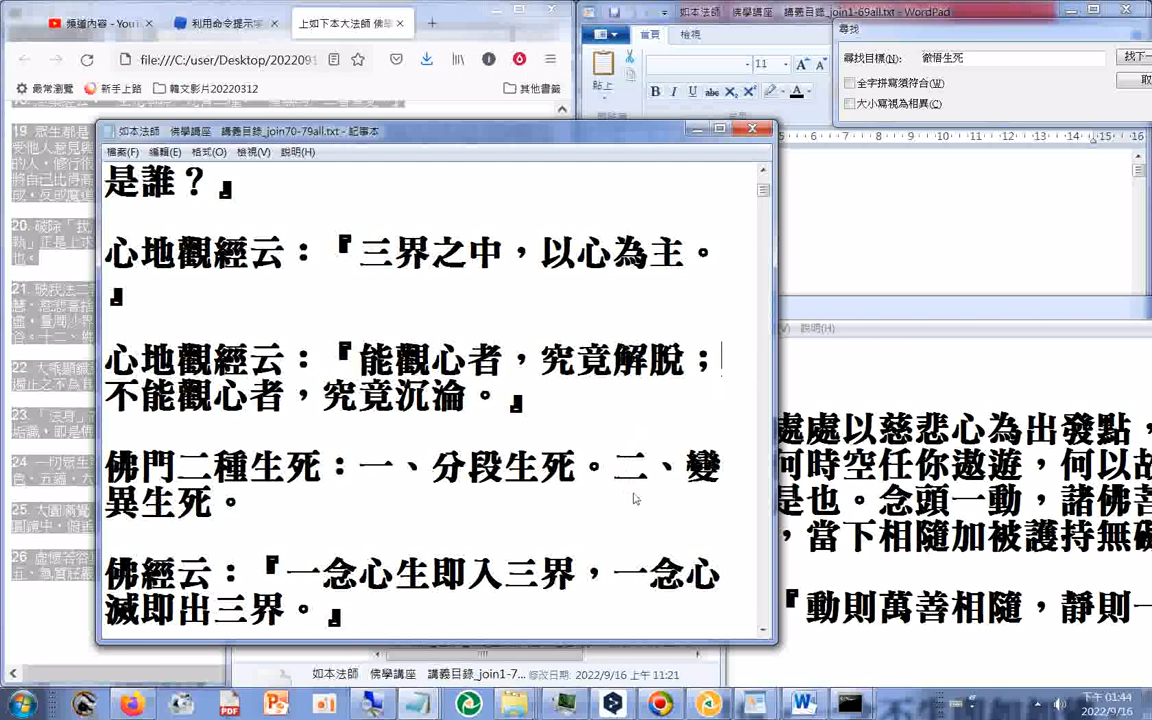 頻道內容 - You
利用命令提示字
上如下本大法師 佛學
file:///C:/user/Desktop/2022091
最常瀏覽
新手上路
韓文影片20220312
其他書籤
如本法師 佛學講座 講義目錄_join1-69all.txt - WordPad
首頁
檢視
貼上
11
尋找
尋找目標(N):
徹悟生死
找下一
全字拼寫須符合(W)
大小寫視為相異(C)
取
如本法師 佛學講座 講義目錄_join70-79all.txt - 記事本
檔案(F) 編輯(E) 格式(O) 檢視(V) 說明(H)
是誰？』
心地觀經云：『三界之中，以心為主。
』
心地觀經云：『能觀心者，究竟解脫；
不能觀心者，究竟沉淪。』
佛門二種生死：一、分段生死。二、變
異生死。
佛經云：『一念心生即入三界，一念心
滅即出三界。』
說明(H)
處處以慈悲心為出發點，
何時空任你遨遊，何以故
是也。念頭一動，諸佛菩
，當下相隨加被護持無礙
『動則萬善相隨，靜則一
如本法師 佛學講座 講義目錄_join1-7...
修改日期: 2022/9/16 上午 11:21
下午 01:44
2022/9/16